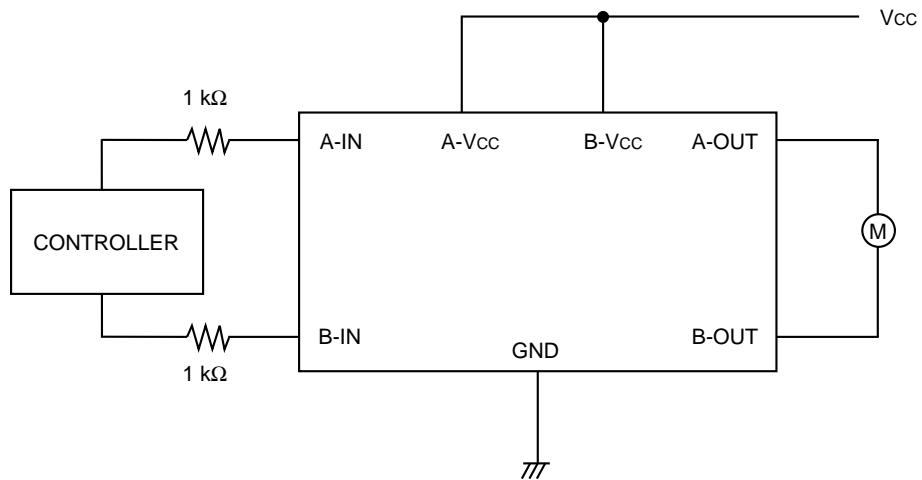 VCC
1 kΩ
A-IN
A-VCC
B-VCC
A-OUT
CONTROLLER
M
B-IN
GND
B-OUT
1 kΩ